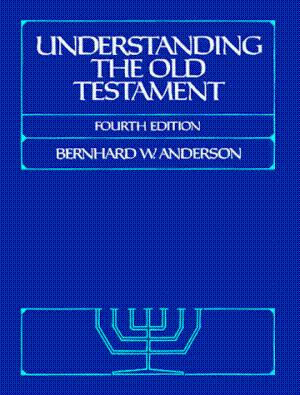 UNDERSTANDING
THE OLD
TESTAMENT
FOURTH EDITION
BERNHARD W. ANDERSON